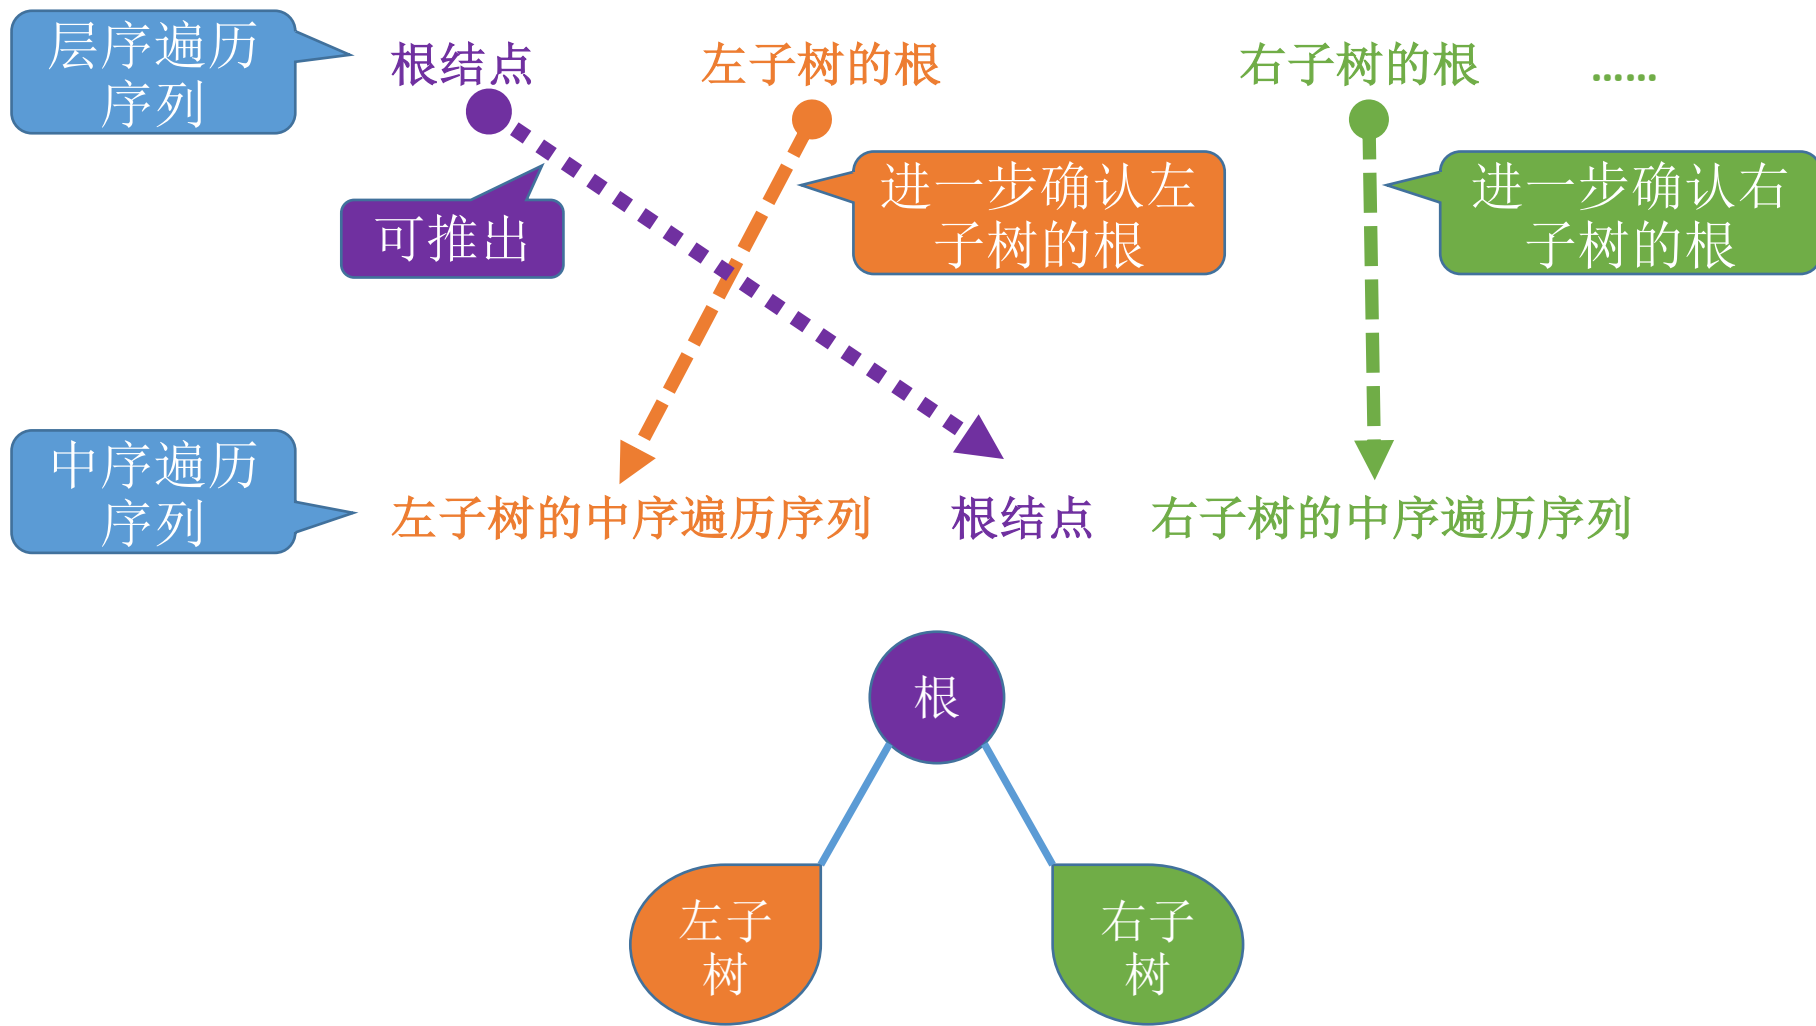 层序遍历
序列
根结点
左子树的根
右子树的根
......
可推出
进一步确认左
子树的根
进一步确认右
子树的根
中序遍历
序列
左子树的中序遍历序列
根结点
右子树的中序遍历序列
根
左子
树
右子
树